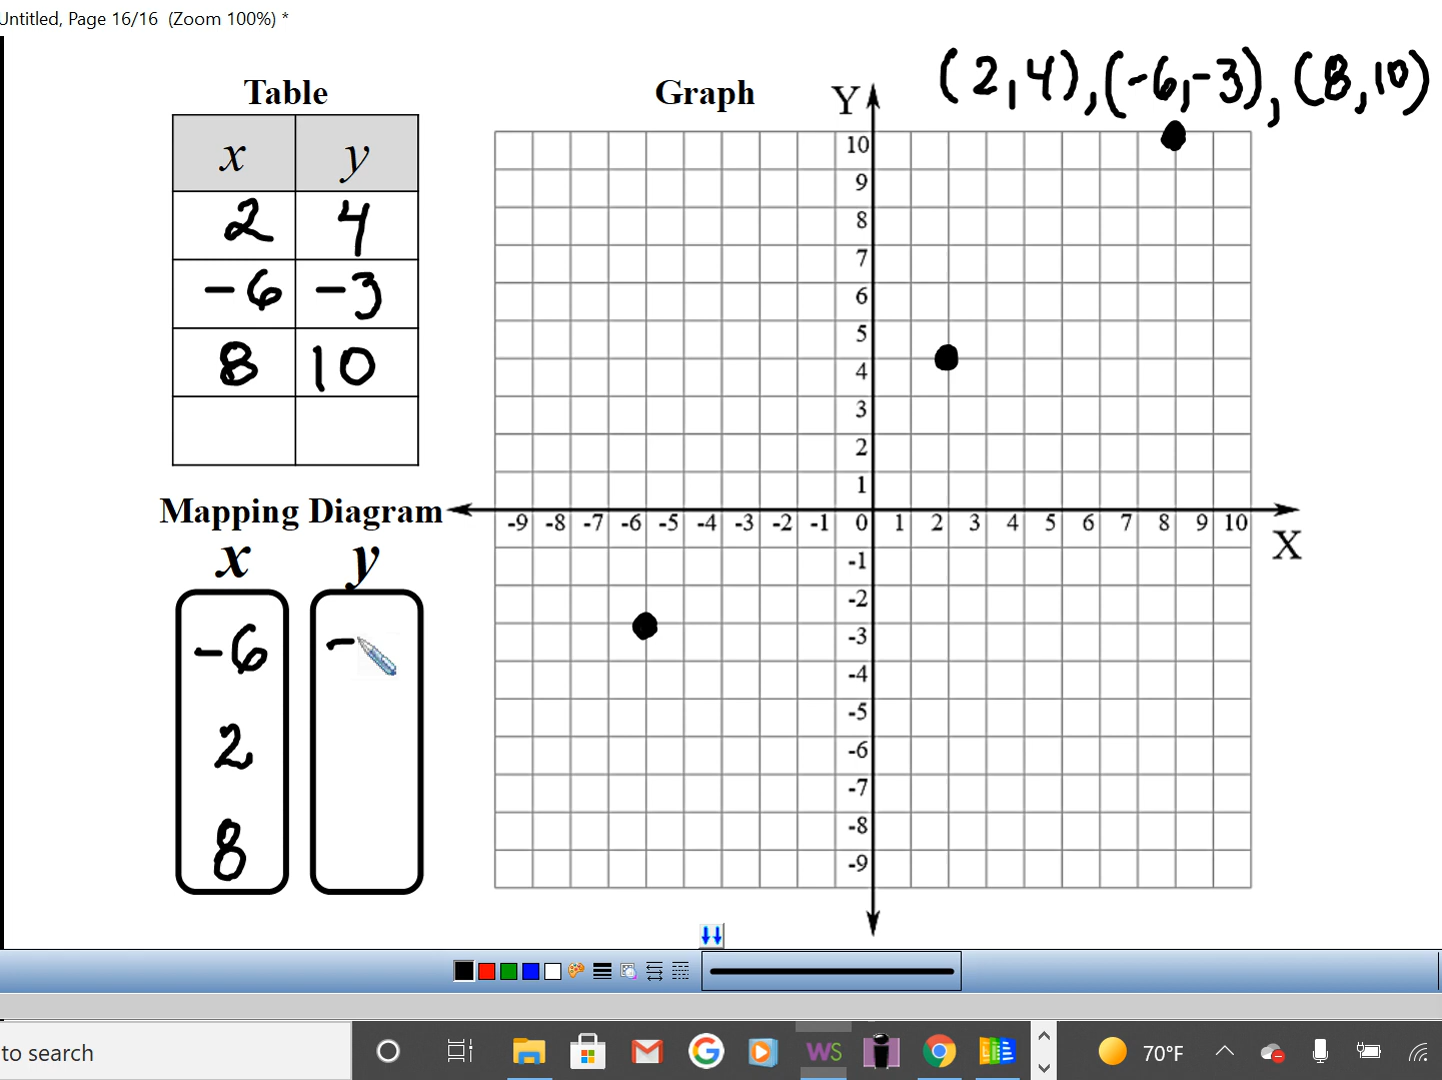 Untitled, Page 16/16 (Zoom 100%) *
(2,4),(-6,-3),(8,10)
Table
Graph
Y
x y
2 4
-6 -3
8 10
10
9
8
7
6
5
4
3
2
1
Mapping Diagram
-9 -8 -7 -6 -5 -4 -3 -2 -1 0 1 2 3 4 5 6 7 8 9 10
X
-1
-2
-3
-4
-5
-6
-7
-8
-9
x y
-6 -
2
8
to search
WS
70°F